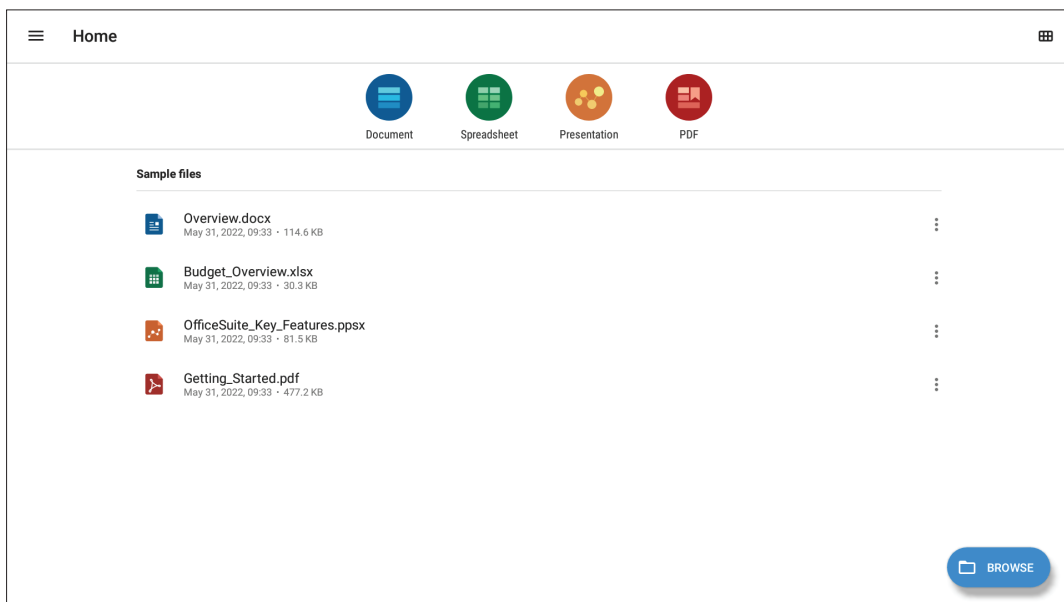 Home
Document Spreadsheet Presentation PDF
Sample files
Overview.docx
May 31, 2022, 09:33 • 114.6 KB
Budget_Overview.xlsx
May 31, 2022, 09:33 • 30.3 KB
OfficeSuite_Key_Features.ppsx
May 31, 2022, 09:33 • 81.5 KB
Getting_Started.pdf
May 31, 2022, 09:33 • 477.2 KB
BROWSE